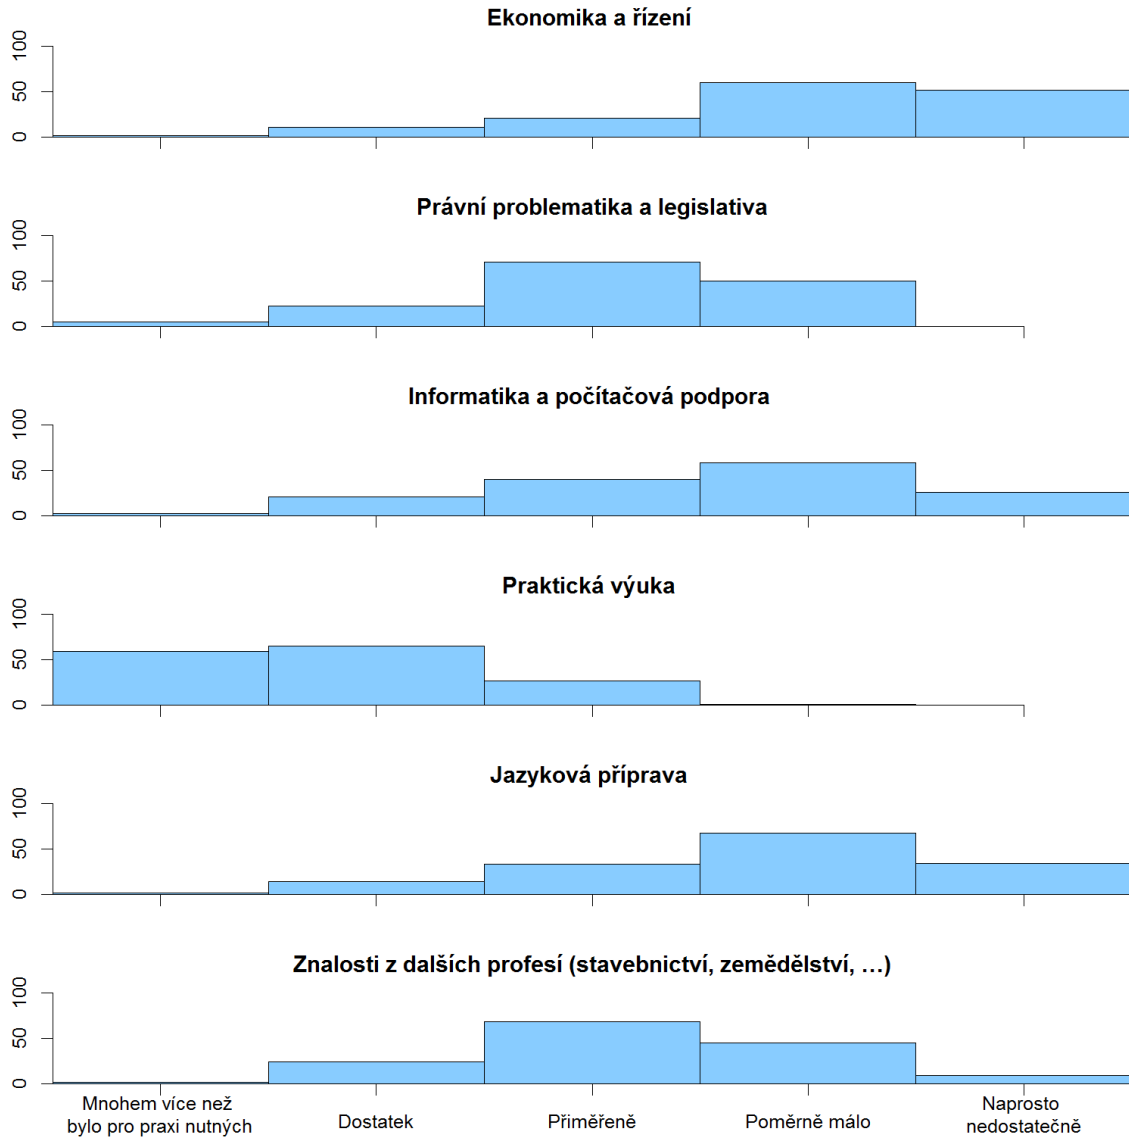 Ekonomika a řízení
100
50
0
Právní problematika a legislativa
100
50
0
Informatika a počítačová podpora
100
50
0
Praktická výuka
100
50
0
Jazyková příprava
100
50
0
Znalosti z dalších profesí (stavebnictví, zemědělství, …)
100
50
0
Mnohem více než
bylo pro praxi nutných
Dostatek
Přiměřeně
Poměrně málo
Naprosto
nedostatečně